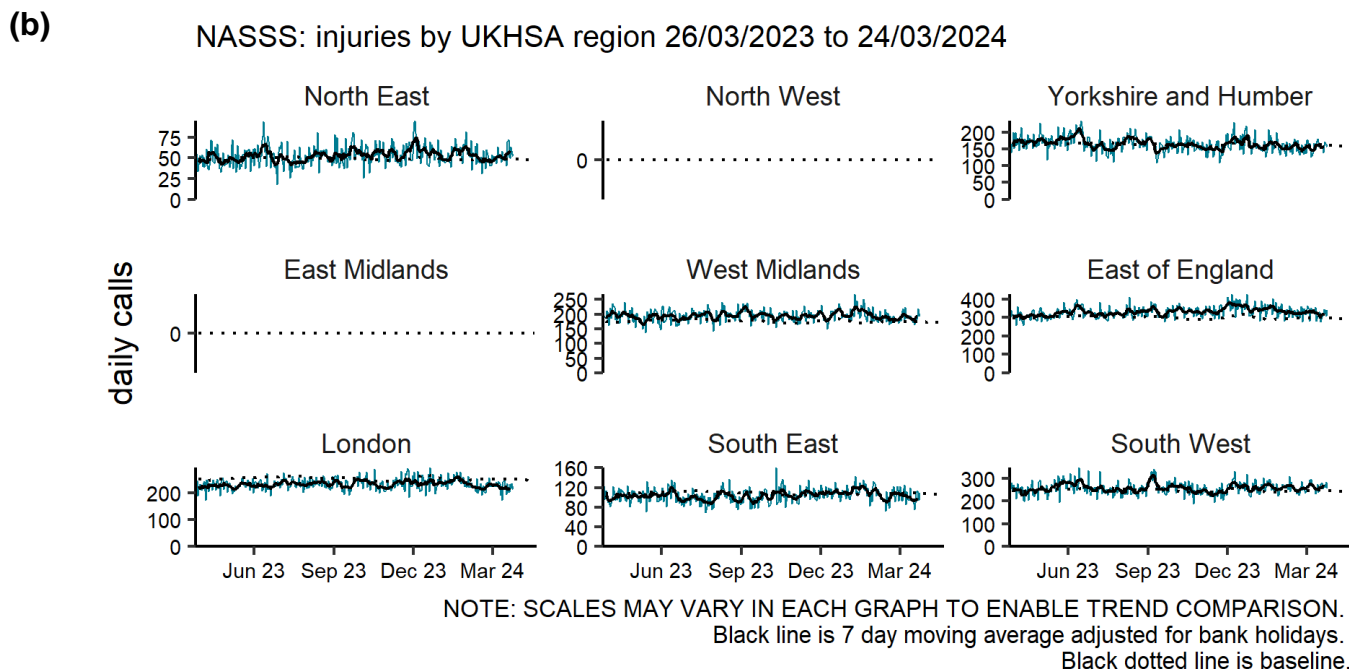 (b)
NASSS: injuries by UKHSA region 26/03/2023 to 24/03/2024
daily calls
North East
75
50
25
0
North West
0
Yorkshire and Humber
200
150
100
50
0
East Midlands
0
West Midlands
250
200
150
100
50
0
East of England
400
300
200
100
0
London
200
100
0
South East
160
120
80
40
0
South West
300
200
100
0
Jun 23 Sep 23 Dec 23 Mar 24
Jun 23 Sep 23 Dec 23 Mar 24
Jun 23 Sep 23 Dec 23 Mar 24
NOTE: SCALES MAY VARY IN EACH GRAPH TO ENABLE TREND COMPARISON.
Black line is 7 day moving average adjusted for bank holidays.
Black dotted line is baseline.